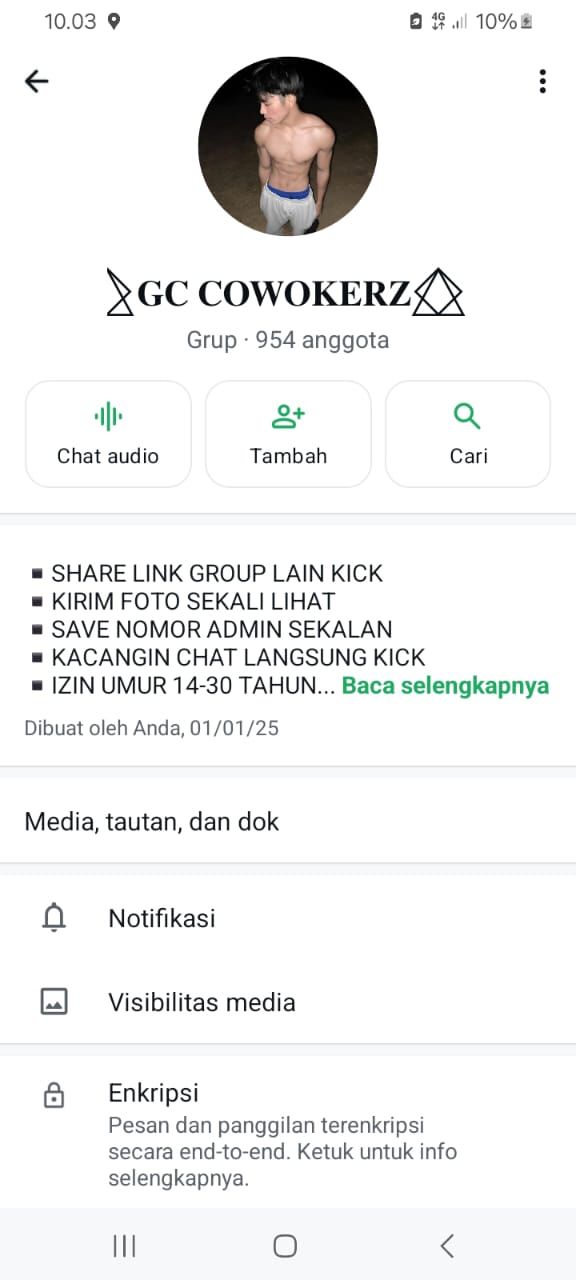 10.03
4G
10%
GC COWOKERZ
Grup · 954 anggota
Chat audio
Tambah
Cari
▪️SHARE LINK GROUP LAIN KICK
▪️KIRIM FOTO SEKALI LIHAT
▪️SAVE NOMOR ADMIN SEKALAN
▪️KACANGIN CHAT LANGSUNG KICK
▪️IZIN UMUR 14-30 TAHUN... Baca selengkapnya
Dibuat oleh Anda, 01/01/25
Media, tautan, dan dok
Notifikasi
Visibilitas media
Enkripsi
Pesan dan panggilan terenkripsi
secara end-to-end. Ketuk untuk info
selengkapnya.